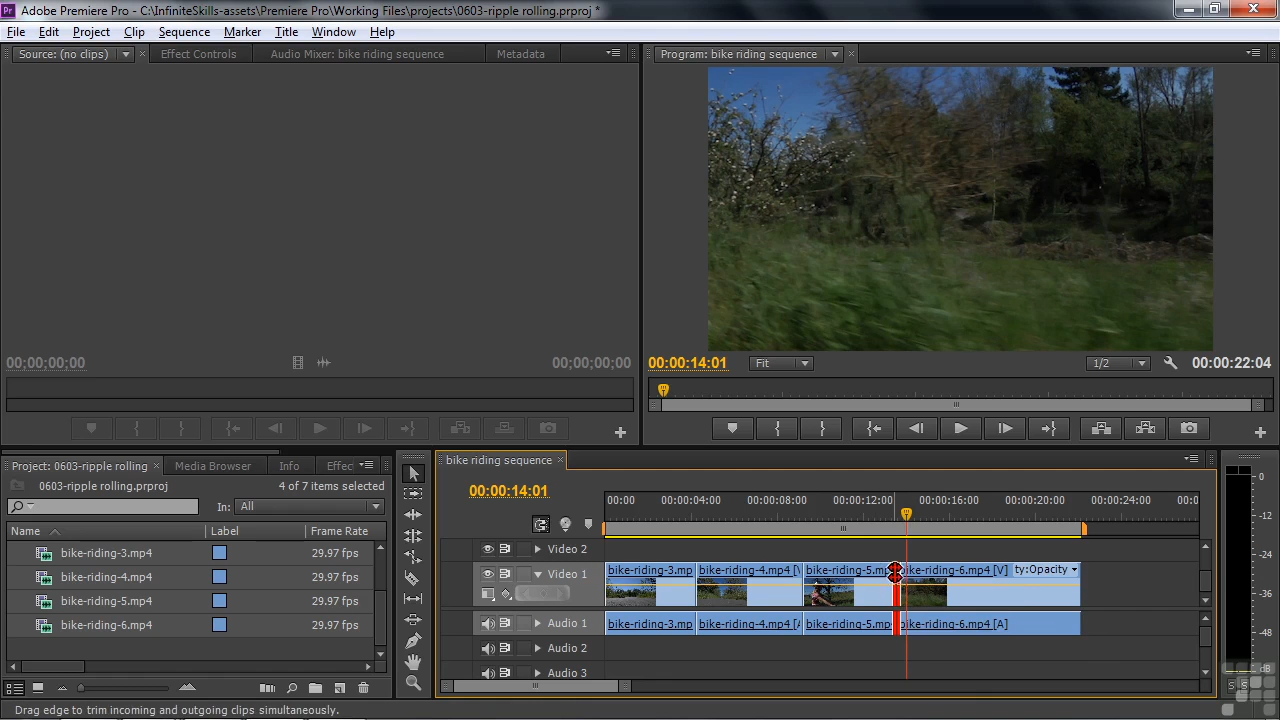 Adobe Premiere Pro - C:\InfiniteSkills-assets\Premiere Pro\Working Files\projects\0603-ripple rolling.prproj *
File Edit Project Clip Sequence Marker Title Window Help
Source: (no clips) Effect Controls Audio Mixer: bike riding sequence Metadata
Program: bike riding sequence
00;00;00;00 00;00;00;00
00:00:14:01 Fit 1/2 00:00:22:04
Project: 0603-ripple rolling Media Browser Info Effec
0603-ripple rolling.prproj 4 of 7 items selected
In: All
Name Label Frame Rate
bike-riding-3.mp4 29.97 fps
bike-riding-4.mp4 29.97 fps
bike-riding-5.mp4 29.97 fps
bike-riding-6.mp4 29.97 fps
bike riding sequence
00:00:14:01
00:00 00:00:04:00 00:00:08:00 00:00:12:00 00:00:16:00 00:00:20:00 00:00:24:00 00:0
Video 2
Video 1
bike-riding-3.mp4 bike-riding-4.mp4 [V bike-riding-5.mp4 bike-riding-6.mp4 [V] ty:Opacity
Audio 1
bike-riding-3.mp4 bike-riding-4.mp4 [A bike-riding-5.mp4 bike-riding-6.mp4 [A]
Audio 2
Audio 3
0
-12
-24
-36
-48
dB
S S
Drag edge to trim incoming and outgoing clips simultaneously.